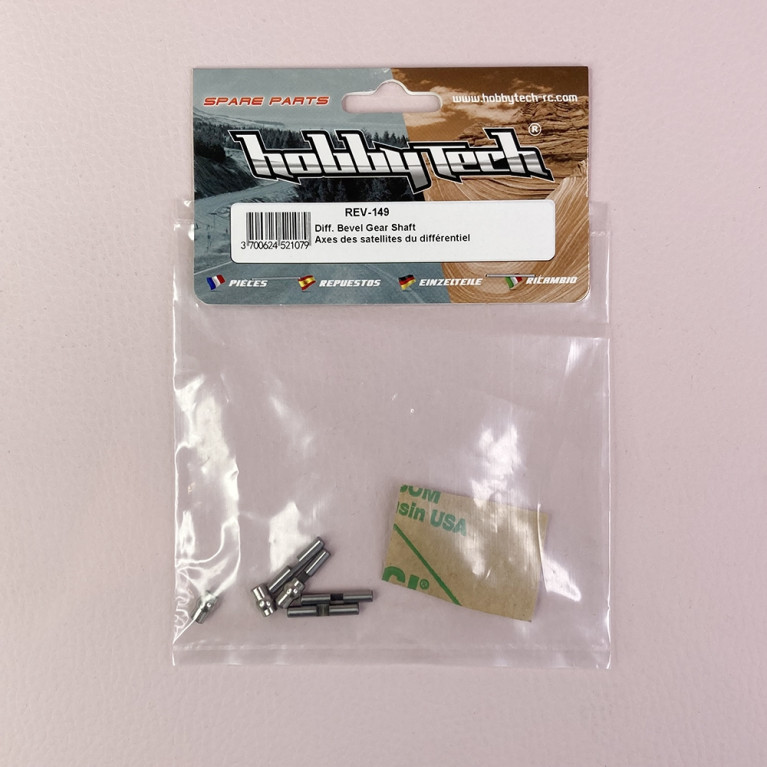 SPARE PARTS
www.hobbytech-rc.com
hobbytech®
REV-149
Diff. Bevel Gear Shaft
Axes des satellites du différentiel
3 700624 521079
PIÈCES
REPUESTOS
EINZELTEILE
RICAMBIO
USA